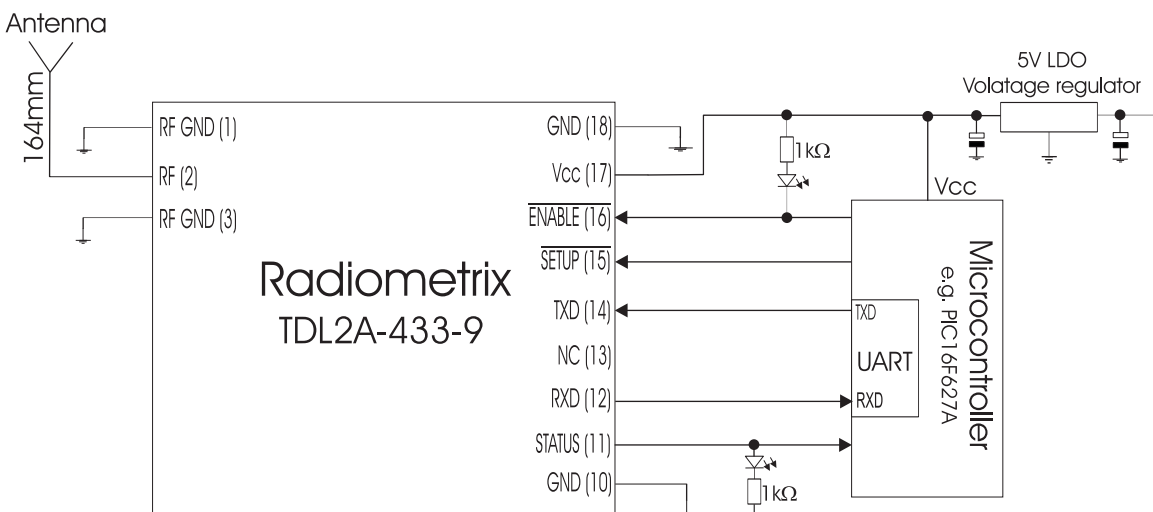 Antenna
164mm
RF GND (1)
RF (2)
RF GND (3)
Radiometrix
TDL2A-433-9
GND (18)
Vcc (17)
ENABLE (16)
SETUP (15)
TXD (14)
NC (13)
RXD (12)
STATUS (11)
GND (10)
1kΩ
1kΩ
5V LDO
Volatage regulator
Vcc
TXD
UART
RXD
Microcontroller
e.g. PIC16F627A